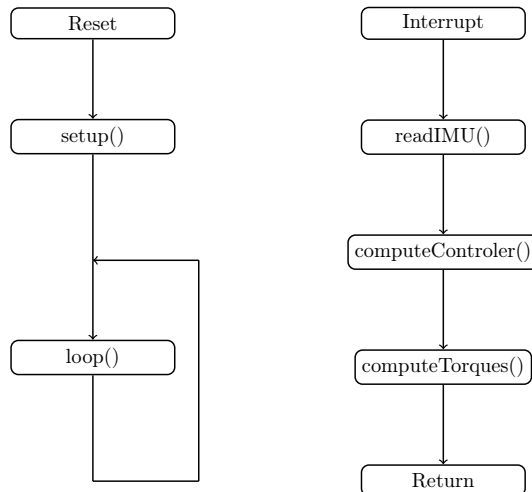 Reset
setup()
loop()
Interrupt
readIMU()
computeControler()
computeTorques()
Return